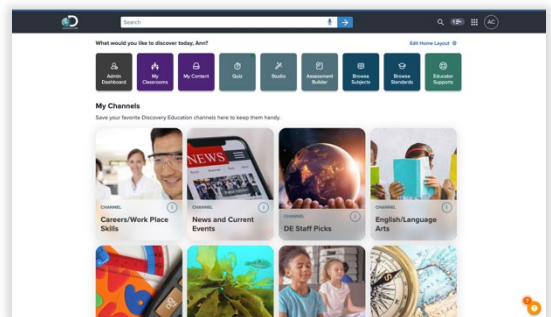 Search
AC
What would you like to discover today, Ann?
Edit Home Layout
Admin Dashboard
My Classrooms
My Content
Quiz
Studio
Assessment Builder
Browse Subjects
Browse Standards
Educator Supports
My Channels
Save your favorite Discovery Education channels here to keep them handy.
NEWS
CHANNEL
Careers/Work Place Skills
CHANNEL
News and Current Events
CHANNEL
DE Staff Picks
CHANNEL
English/Language Arts